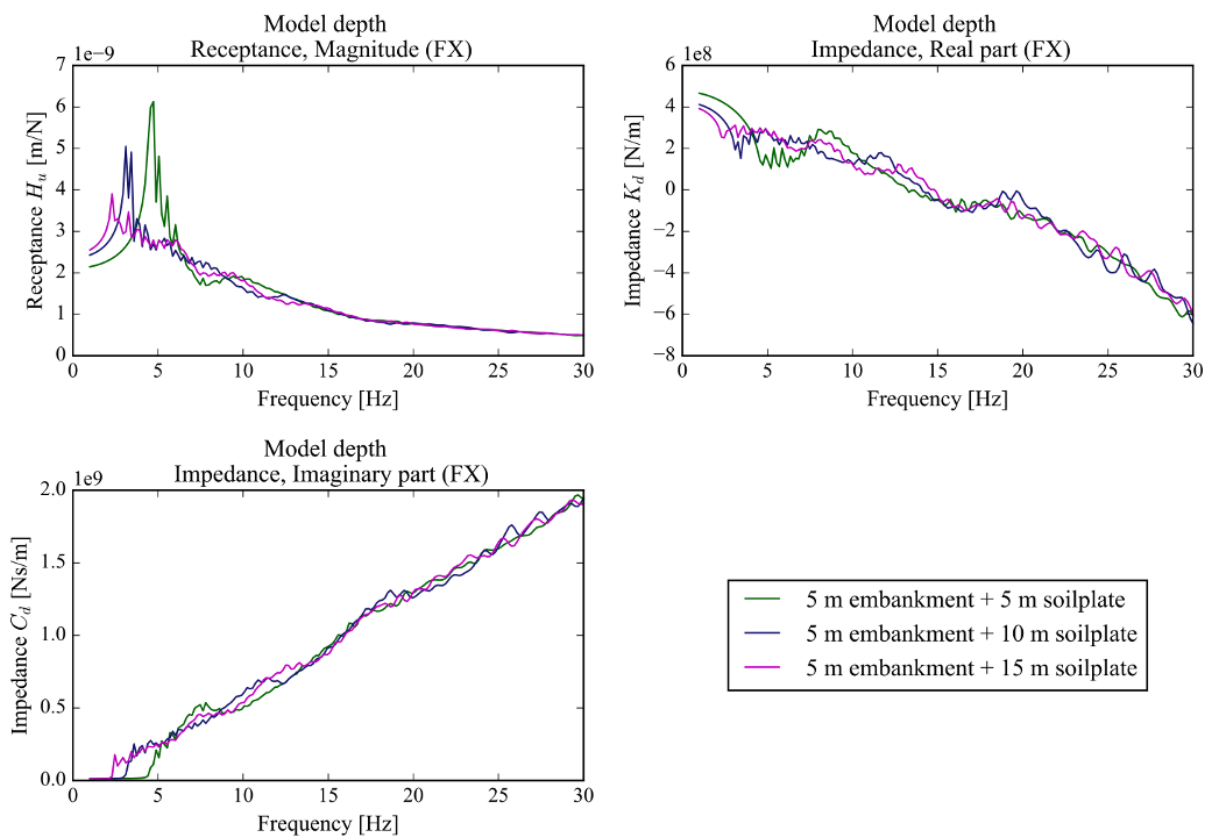 Model depth
Receptance, Magnitude (FX)
1e−9
7
6
5
4
3
2
1
0
Receptance H_u [m/N]
0 5 10 15 20 25 30
Frequency [Hz]
Model depth
Impedance, Real part (FX)
1e8
6
4
2
0
−2
−4
−6
−8
Impedance K_d [N/m]
0 5 10 15 20 25 30
Frequency [Hz]
Model depth
Impedance, Imaginary part (FX)
1e9
2.0
1.5
1.0
0.5
0.0
Impedance C_d [Ns/m]
0 5 10 15 20 25 30
Frequency [Hz]
5 m embankment + 5 m soilplate
5 m embankment + 10 m soilplate
5 m embankment + 15 m soilplate